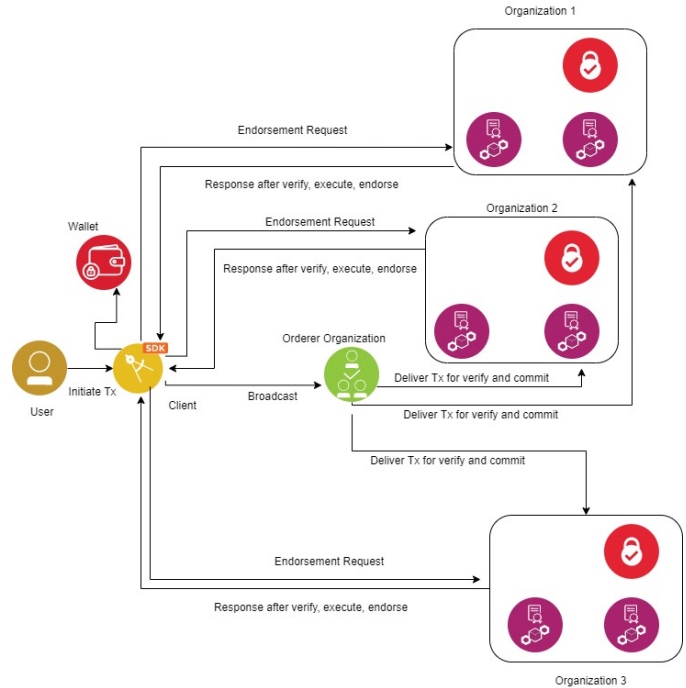 Organization 1
Endorsement Request
Response after verify, execute, endorse
Organization 2
Wallet
Endorsement Request
Response after verify, execute, endorse
SDK
Orderer Organization
Deliver Tx for verify and commit
Initiate Tx
Broadcast
User
Client
Deliver Tx for verify and commit
Deliver Tx for verify and commit
Endorsement Request
Response after verify, execute, endorse
Organization 3